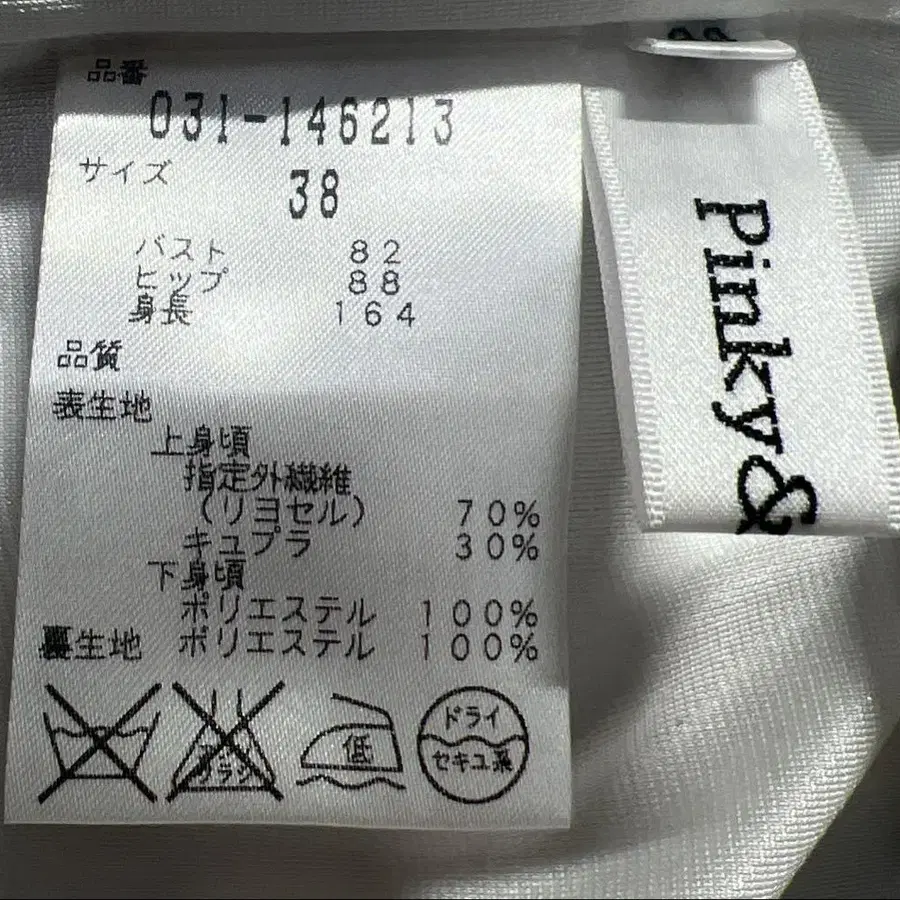 品番
031-146213
サイズ
38
バスト 82
ヒップ 88
身長 164
品質
表生地
上身頃
指定外繊維
(リヨセル) 70%
キュプラ 30%
下身頃
ポリエステル 100%
裏生地 ポリエステル 100%
低
ドライ
セキユ系
Pinky&